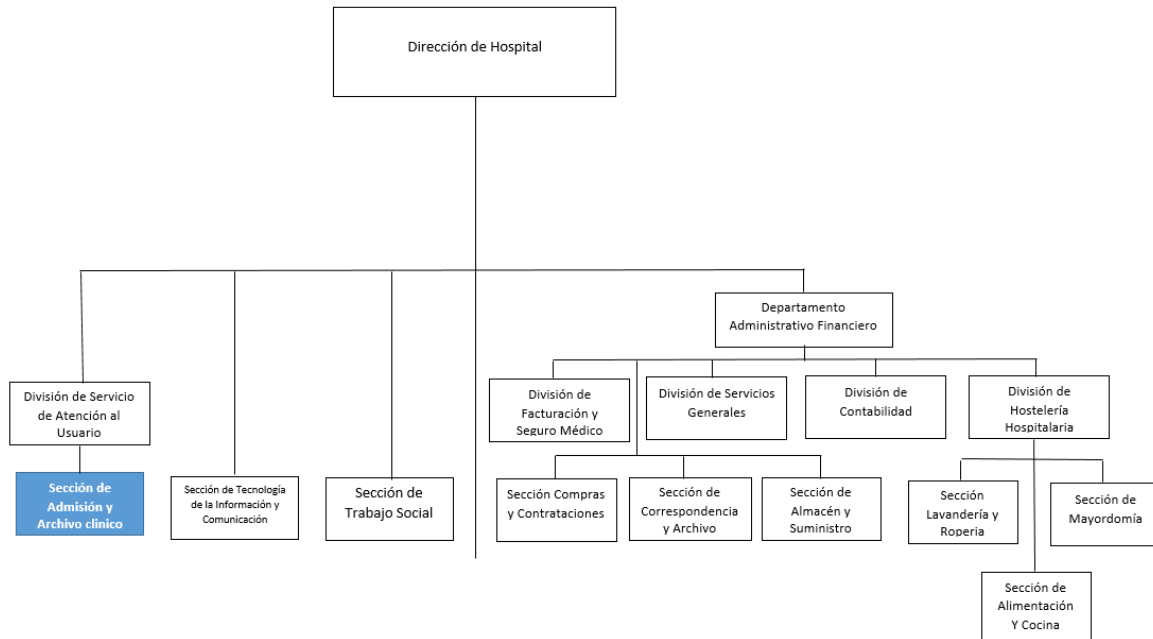 Dirección de Hospital
Departamento
Administrativo Financiero
División de Servicio
de Atención al
Usuario
División de
Facturación y
Seguro Médico
División de Servicios
Generales
División de
Contabilidad
División de
Hostelería
Hospitalaria
Sección de
Admisión y
Archivo clinico
Sección de Tecnología
de la Información y
Comunicación
Sección de
Trabajo Social
Sección Compras
y Contrataciones
Sección de
Correspondencia
y Archivo
Sección de
Almacén y
Suministro
Sección
Lavandería y
Roperia
Sección de
Mayordomía
Sección de
Alimentación
Y Cocina